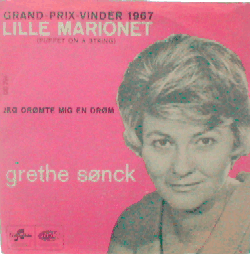 GRAND-PRIX-VINDER 1967
LILLE MARIONET
(PUPPET ON A STRING)
JEG DRØMTE MIG EN DRØM
grethe sønck